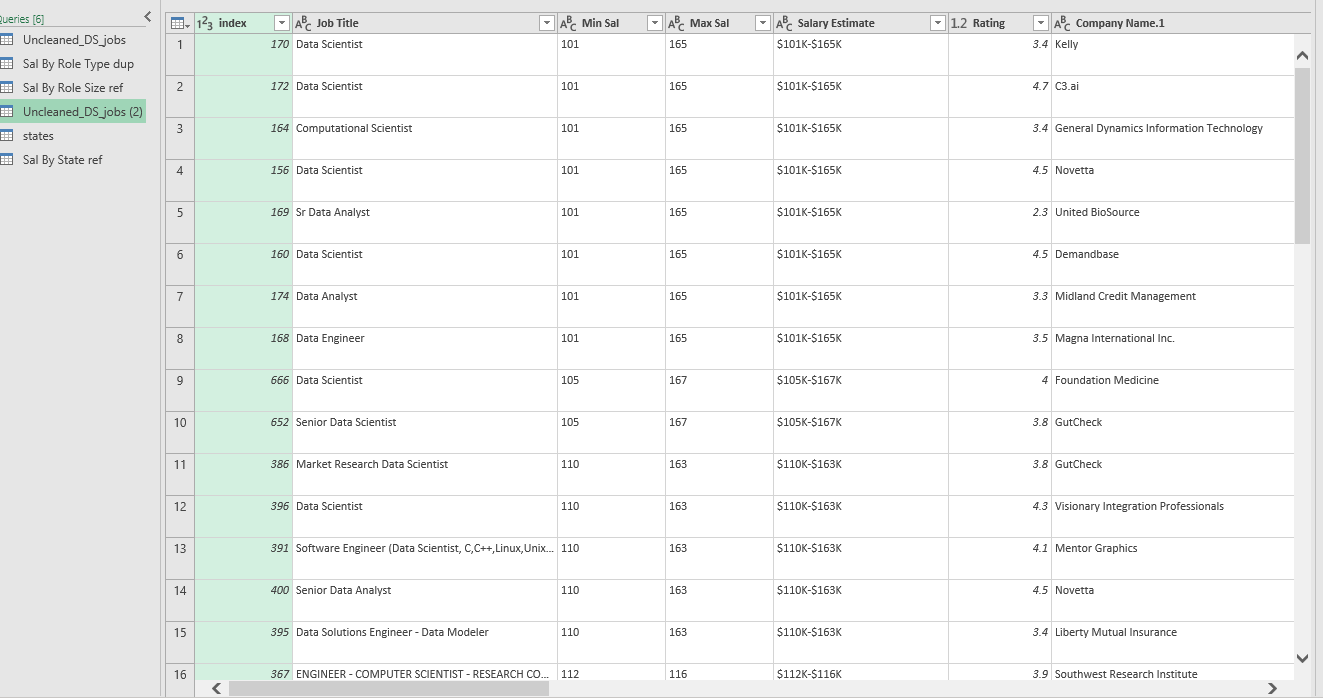 Queries [6]
Uncleaned_DS_jobs
Sal By Role Type dup
Sal By Role Size ref
Uncleaned_DS_jobs (2)
states
Sal By State ref
1²3 index ABC Job Title ABC Min Sal ABC Max Sal ABC Salary Estimate 1.2 Rating ABC Company Name.1
1 170 Data Scientist 101 165 $101K-$165K 3.4 Kelly
2 172 Data Scientist 101 165 $101K-$165K 4.7 C3.ai
3 164 Computational Scientist 101 165 $101K-$165K 3.4 General Dynamics Information Technology
4 156 Data Scientist 101 165 $101K-$165K 4.5 Novetta
5 169 Sr Data Analyst 101 165 $101K-$165K 2.3 United BioSource
6 160 Data Scientist 101 165 $101K-$165K 4.5 Demandbase
7 174 Data Analyst 101 165 $101K-$165K 3.3 Midland Credit Management
8 168 Data Engineer 101 165 $101K-$165K 3.5 Magna International Inc.
9 666 Data Scientist 105 167 $105K-$167K 4 Foundation Medicine
10 652 Senior Data Scientist 105 167 $105K-$167K 3.8 GutCheck
11 386 Market Research Data Scientist 110 163 $110K-$163K 3.8 GutCheck
12 396 Data Scientist 110 163 $110K-$163K 4.3 Visionary Integration Professionals
13 391 Software Engineer (Data Scientist, C,C++,Linux,Unix... 110 163 $110K-$163K 4.1 Mentor Graphics
14 400 Senior Data Analyst 110 163 $110K-$163K 4.5 Novetta
15 395 Data Solutions Engineer - Data Modeler 110 163 $110K-$163K 3.4 Liberty Mutual Insurance
16 367 ENGINEER - COMPUTER SCIENTIST - RESEARCH CO... 112 116 $112K-$116K 3.9 Southwest Research Institute